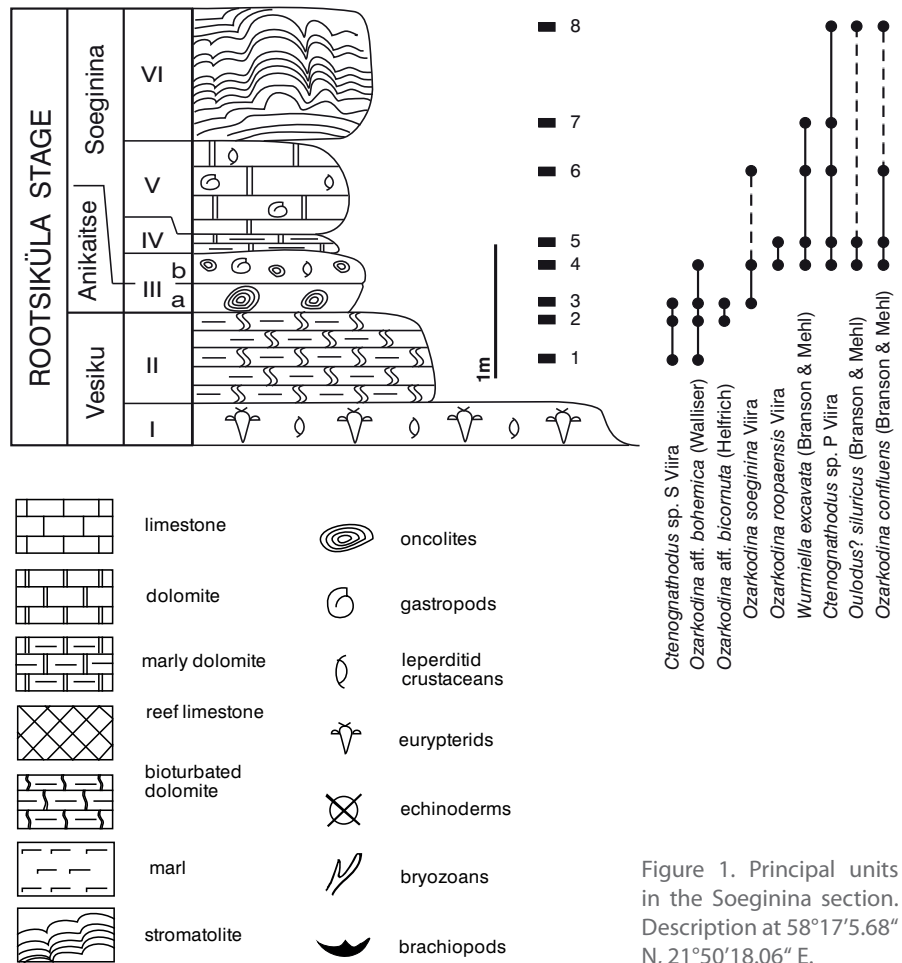 ROOTSIKÜLA STAGE
Soeginina
Anikaitse
Vesiku
VI
V
IV
III
b
a
II
I
1m
8
7
6
5
4
3
2
1
Ctenognathodus sp. S Viira
Ozarkodina aff. bohemica (Walliser)
Ozarkodina aff. bicornuta (Helfrich)
Ozarkodina soeginina Viira
Ozarkodina roopaensis Viira
Wurmiella excavata (Branson & Mehl)
Ctenognathodus sp. P Viira
Oulodus? siluricus (Branson & Mehl)
Ozarkodina confluens (Branson & Mehl)
limestone
dolomite
marly dolomite
reef limestone
bioturbated
dolomite
marl
stromatolite
oncolites
gastropods
leperditid
crustaceans
eurypterids
echinoderms
bryozoans
brachiopods
Figure 1. Principal units
in the Soeginina section.
Description at 58°17′5.68“
N, 21°50′18.06“ E.